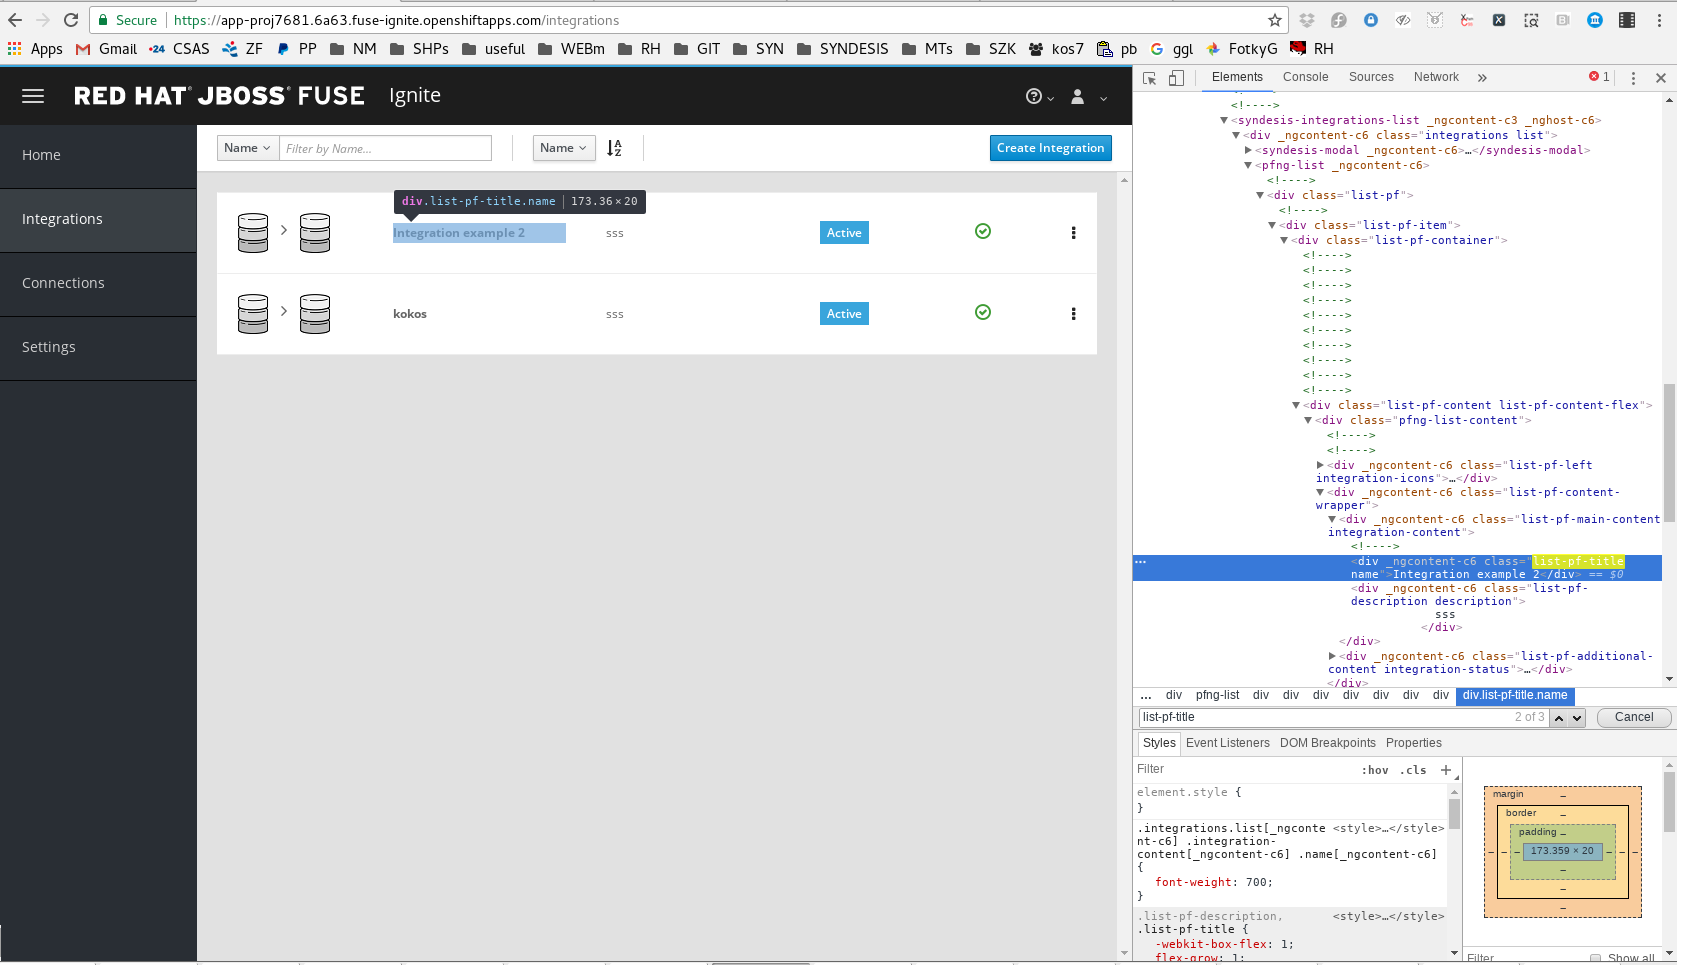 Secure https://app-proj7681.6a63.fuse-ignite.openshiftapps.com/integrations
Apps Gmail CSAS ZF PP NM SHPs useful WEBm RH GIT SYN SYNDESIS MTs SZK kos7 pb ggl FotkyG RH
RED HAT JBOSS FUSE Ignite
Home
Integrations
Connections
Settings
Name Filter by Name... Name Create Integration
div.list-pf-title.name 173.36 × 20
Integration example 2 sss Active
kokos sss Active
Elements Console Sources Network » 1
<!---->
<syndesis-integrations-list _ngcontent-c3 _nghost-c6>
<div _ngcontent-c6 class="integrations list">
<syndesis-modal _ngcontent-c6>…</syndesis-modal>
<pfng-list _ngcontent-c6>
<!---->
<div class="list-pf">
<!---->
<div class="list-pf-item">
<div class="list-pf-container">
<!---->
<!---->
<!---->
<!---->
<!---->
<!---->
<!---->
<!---->
<!---->
<!---->
<div class="list-pf-content list-pf-content-flex">
<div class="pfng-list-content">
<!---->
<!---->
<div _ngcontent-c6 class="list-pf-left
integration-icons">…</div>
<div _ngcontent-c6 class="list-pf-content-
wrapper">
<div _ngcontent-c6 class="list-pf-main-content
integration-content">
<!---->
<div _ngcontent-c6 class="list-pf-title
name">Integration example 2</div> == $0
<div _ngcontent-c6 class="list-pf-
description description">
sss
</div>
</div>
<div _ngcontent-c6 class="list-pf-additional-
content integration-status">…</div>
</div>
... div pfng-list div div div div div div div div.list-pf-title.name
list-pf-title 2 of 3 Cancel
Styles Event Listeners DOM Breakpoints Properties
Filter :hov .cls +
element.style {
}
.integrations.list[_ngconte <style>…</style>
nt-c6] .integration-
content[_ngcontent-c6] .name[_ngcontent-c6]
{
font-weight: 700;
}
.list-pf-description, <style>…</style>
.list-pf-title {
-webkit-box-flex: 1;
flex-grow: 1;
margin –
border –
padding –
– – – 173.359 × 20 – – –
–
–
–
Filter Show all